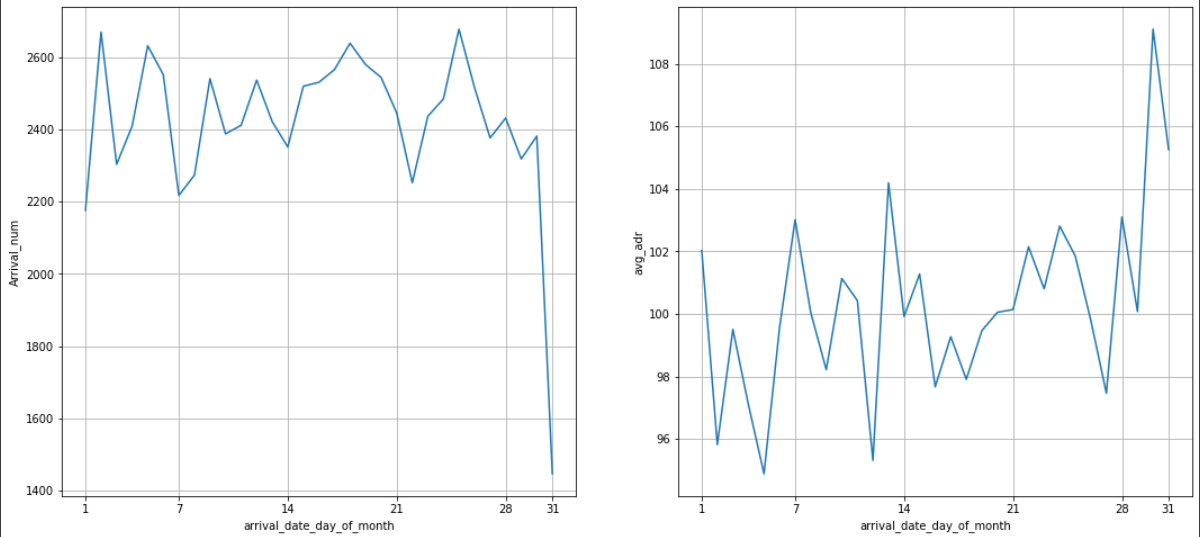 2600
2400
2200
2000
1800
1600
1400
Arrival_num
1 7 14 21 28 31
arrival_date_day_of_month
108
106
104
102
100
98
96
avg_adr
1 7 14 21 28 31
arrival_date_day_of_month